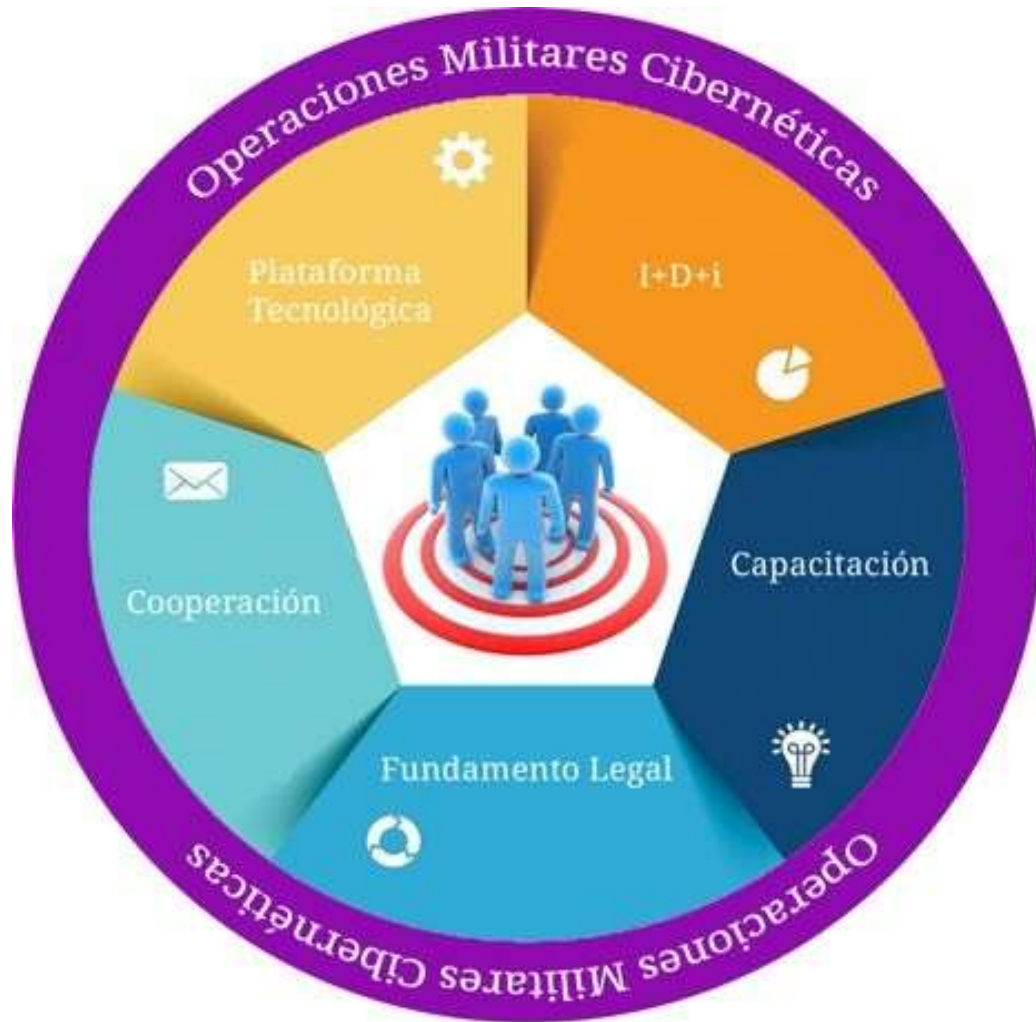 Operaciones Militares Cibernéticas
Plataforma
Tecnológica
I+D+i
Capacitación
Cooperación
Fundamento Legal
Operaciones Militares Cibernéticas